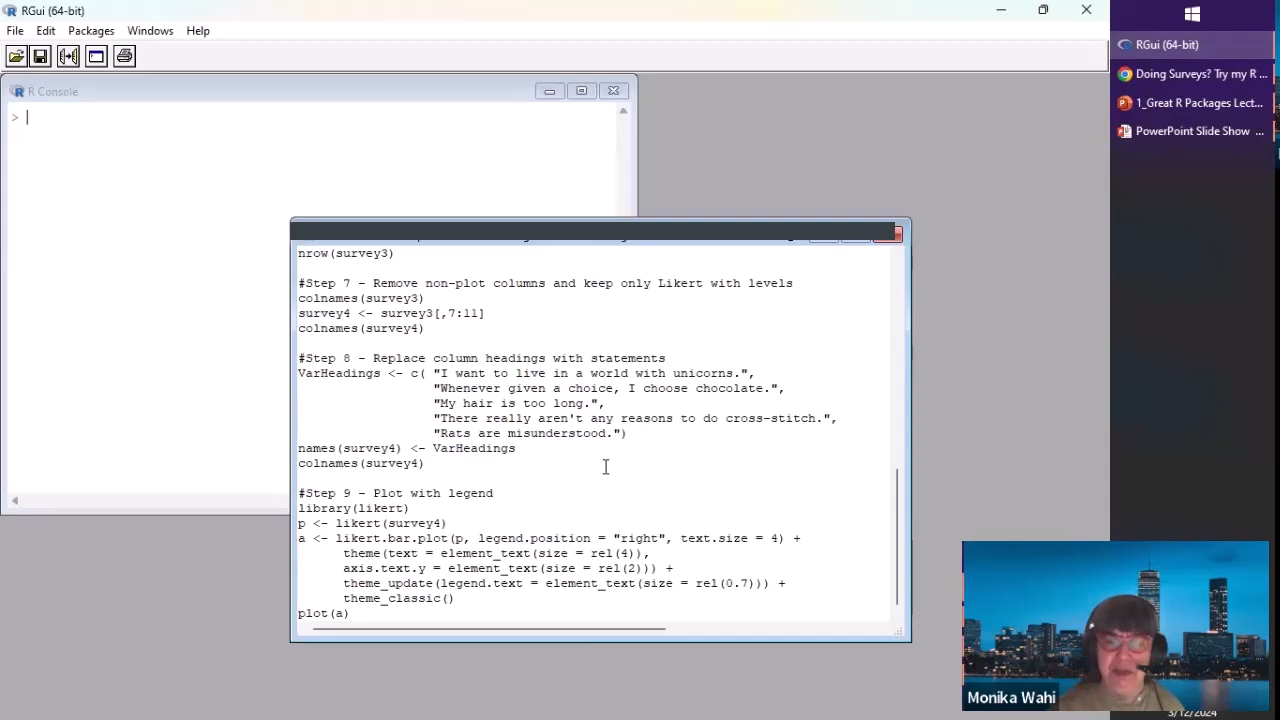 RGui (64-bit)
File Edit Packages Windows Help
R Console
> 
nrow(survey3)
#Step 7 - Remove non-plot columns and keep only Likert with levels
colnames(survey3)
survey4 <- survey3[,7:11]
colnames(survey4)
#Step 8 - Replace column headings with statements
VarHeadings <- c( "I want to live in a world with unicorns.",
"Whenever given a choice, I choose chocolate.",
"My hair is too long.",
"There really aren't any reasons to do cross-stitch.",
"Rats are misunderstood.")
names(survey4) <- VarHeadings
colnames(survey4)
#Step 9 - Plot with legend
library(likert)
p <- likert(survey4)
a <- likert.bar.plot(p, legend.position = "right", text.size = 4) +
theme(text = element_text(size = rel(4)),
axis.text.y = element_text(size = rel(2))) +
theme_update(legend.text = element_text(size = rel(0.7))) +
theme_classic()
plot(a)
RGui (64-bit)
Doing Surveys? Try my R ...
1_Great R Packages Lect...
PowerPoint Slide Show ...
Monika Wahi
3/12/2024